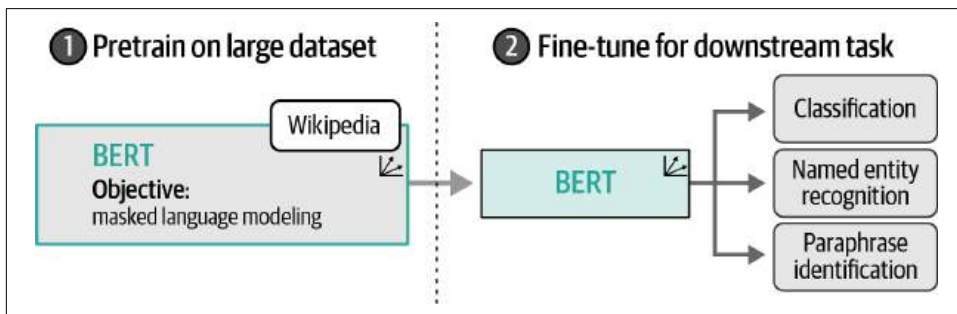 1 Pretrain on large dataset
2 Fine-tune for downstream task
Wikipedia
BERT
Objective:
masked language modeling
BERT
Classification
Named entity
recognition
Paraphrase
identification